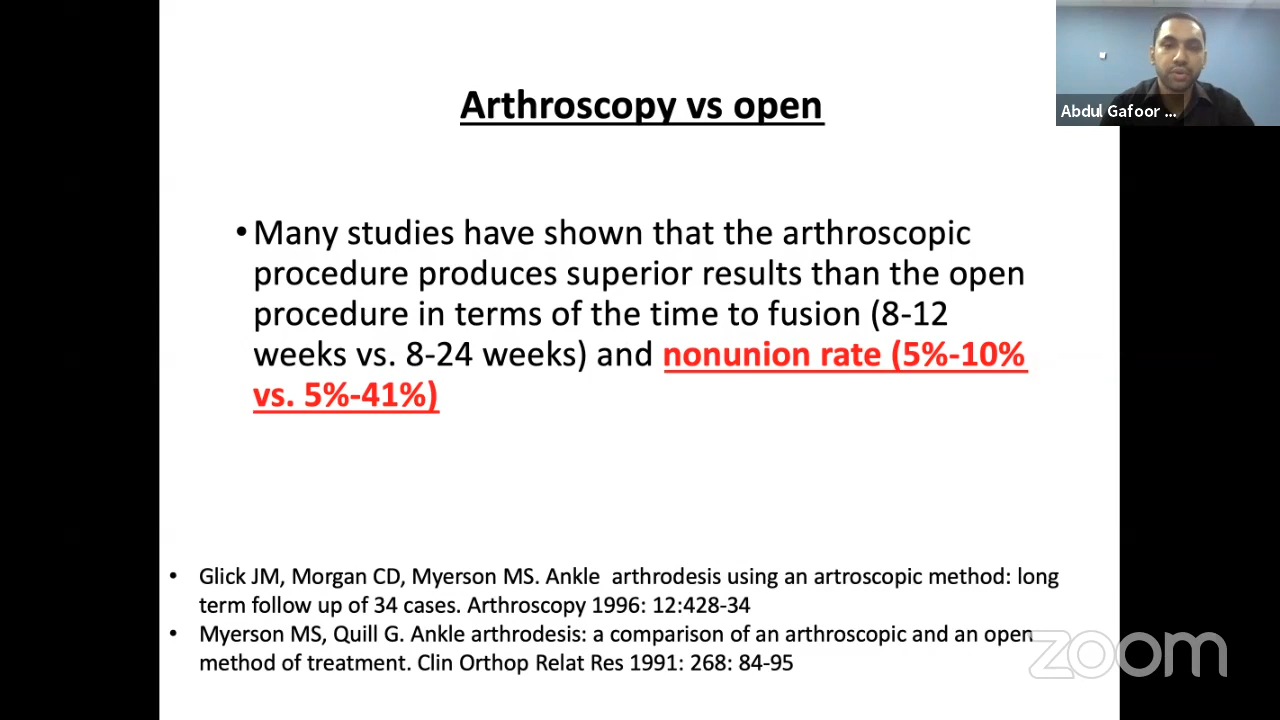 Arthroscopy vs open
Abdul Gafoor ...
• Many studies have shown that the arthroscopic
procedure produces superior results than the open
procedure in terms of the time to fusion (8-12
weeks vs. 8-24 weeks) and nonunion rate (5%-10%
vs. 5%-41%)
• Glick JM, Morgan CD, Myerson MS. Ankle arthrodesis using an artroscopic method: long
term follow up of 34 cases. Arthroscopy 1996: 12:428-34
• Myerson MS, Quill G. Ankle arthrodesis: a comparison of an arthroscopic and an open
method of treatment. Clin Orthop Relat Res 1991: 268: 84-95
zoom